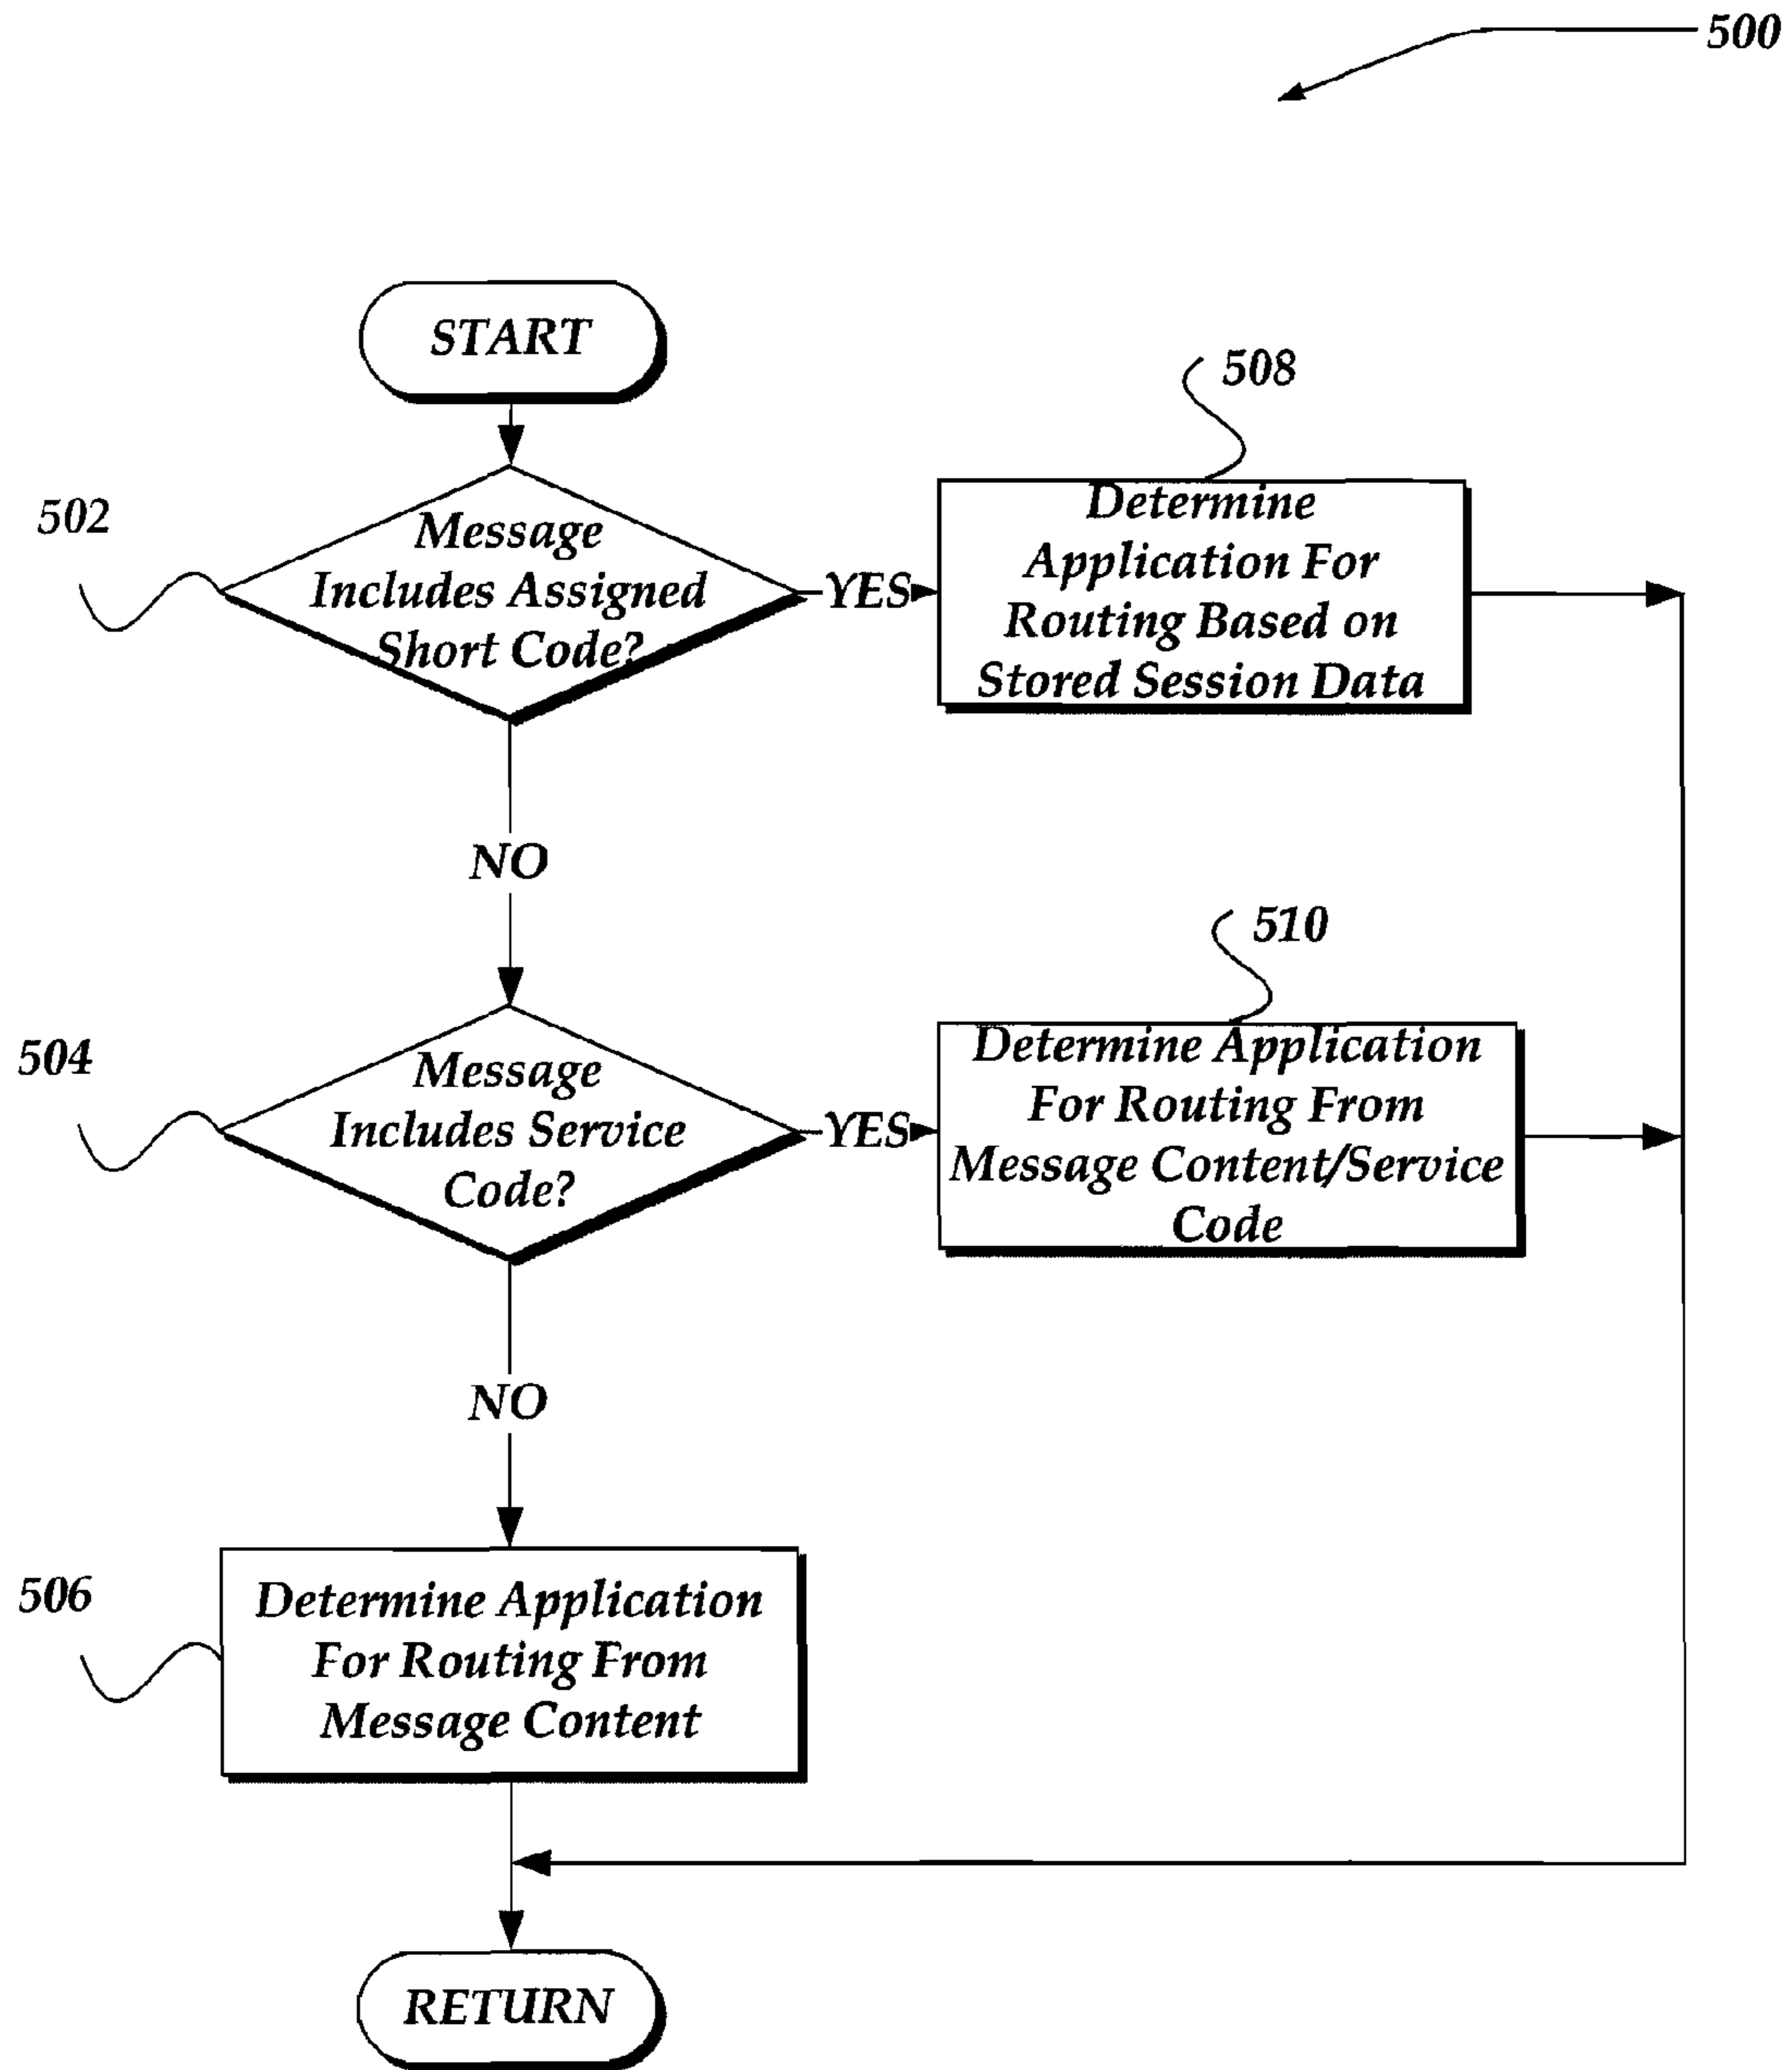 500
START
508
502
Message
Includes Assigned
Short Code?
YES
Determine
Application For
Routing Based on
Stored Session Data
NO
510
504
Message
Includes Service
Code?
YES
Determine Application
For Routing From
Message Content/Service
Code
NO
506
Determine Application
For Routing From
Message Content
RETURN